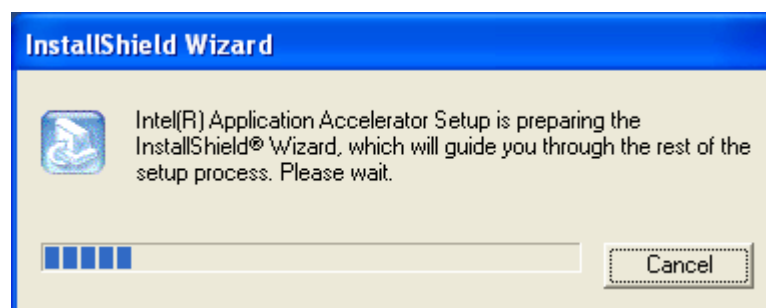 InstallShield Wizard
Intel(R) Application Accelerator Setup is preparing the
InstallShield® Wizard, which will guide you through the rest of the
setup process. Please wait.
Cancel